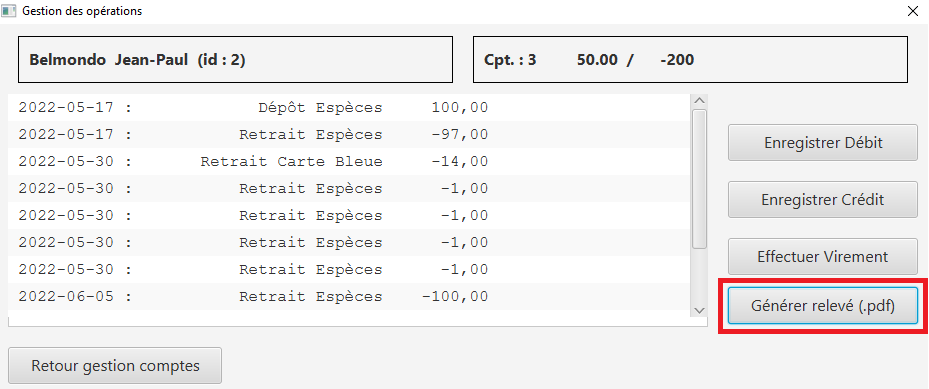 Gestion des opérations
Belmondo Jean-Paul (id : 2)
Cpt. : 3 50.00 / -200
2022-05-17 : Dépôt Espèces 100,00
2022-05-17 : Retrait Espèces -97,00
2022-05-30 : Retrait Carte Bleue -14,00
2022-05-30 : Retrait Espèces -1,00
2022-05-30 : Retrait Espèces -1,00
2022-05-30 : Retrait Espèces -1,00
2022-05-30 : Retrait Espèces -1,00
2022-06-05 : Retrait Espèces -100,00
Enregistrer Débit
Enregistrer Crédit
Effectuer Virement
Générer relevé (.pdf)
Retour gestion comptes